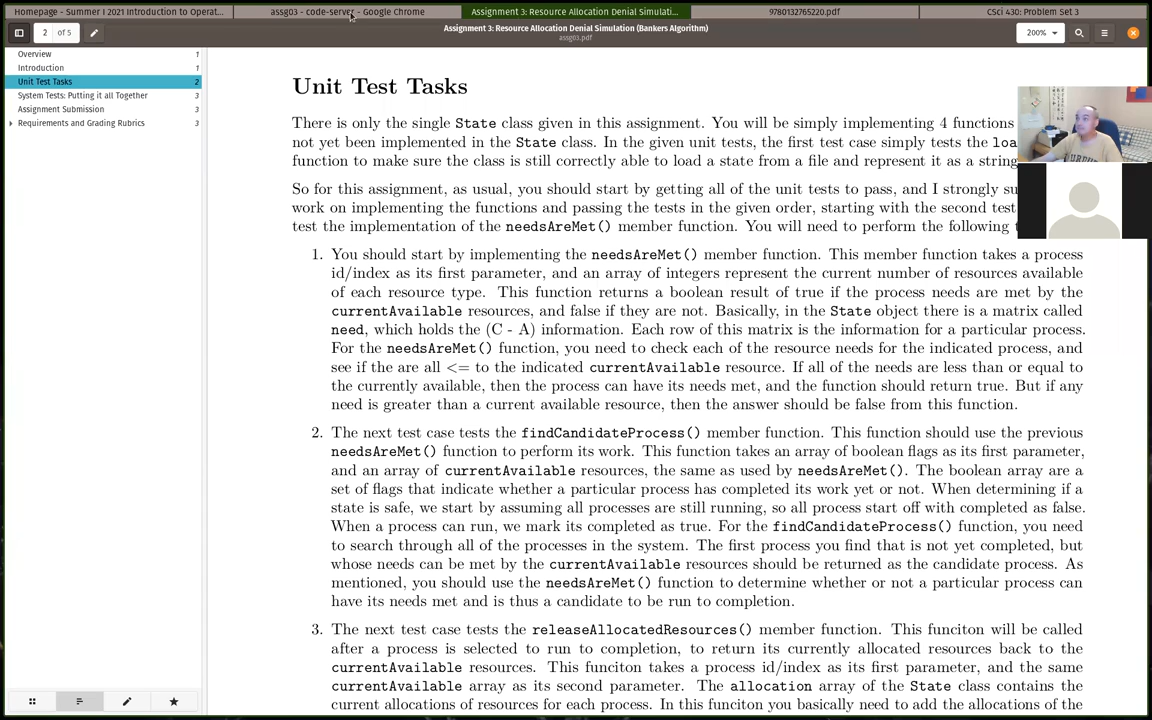 Homepage - Summer I 2021 Introduction to Operat...
assg03 - code-server - Google Chrome
Assignment 3: Resource Allocation Denial Simulati...
9780132765220.pdf
CSci 430: Problem Set 3
2 of 5
Assignment 3: Resource Allocation Denial Simulation (Bankers Algorithm)
assg03.pdf
200%
Overview 1
Introduction 1
Unit Test Tasks 2
System Tests: Putting it all Together 3
Assignment Submission 3
Requirements and Grading Rubrics 3
Unit Test Tasks
There is only the single State class given in this assignment. You will be simply implementing 4 functions
not yet been implemented in the State class. In the given unit tests, the first test case simply tests the loa
function to make sure the class is still correctly able to load a state from a file and represent it as a string
So for this assignment, as usual, you should start by getting all of the unit tests to pass, and I strongly su
work on implementing the functions and passing the tests in the given order, starting with the second test
test the implementation of the needsAreMet() member function. You will need to perform the following t
1. You should start by implementing the needsAreMet() member function. This member function takes a process
id/index as its first parameter, and an array of integers represent the current number of resources available
of each resource type. This function returns a boolean result of true if the process needs are met by the
currentAvailable resources, and false if they are not. Basically, in the State object there is a matrix called
need, which holds the (C - A) information. Each row of this matrix is the information for a particular process.
For the needsAreMet() function, you need to check each of the resource needs for the indicated process, and
see if the are all <= to the indicated currentAvailable resource. If all of the needs are less than or equal to
the currently available, then the process can have its needs met, and the function should return true. But if any
need is greater than a current available resource, then the answer should be false from this function.
2. The next test case tests the findCandidateProcess() member function. This function should use the previous
needsAreMet() function to perform its work. This function takes an array of boolean flags as its first parameter,
and an array of currentAvailable resources, the same as used by needsAreMet(). The boolean array are a
set of flags that indicate whether a particular process has completed its work yet or not. When determining if a
state is safe, we start by assuming all processes are still running, so all process start off with completed as false.
When a process can run, we mark its completed as true. For the findCandidateProcess() function, you need
to search through all of the processes in the system. The first process you find that is not yet completed, but
whose needs can be met by the currentAvailable resources should be returned as the candidate process. As
mentioned, you should use the needsAreMet() function to determine whether or not a particular process can
have its needs met and is thus a candidate to be run to completion.
3. The next test case tests the releaseAllocatedResources() member function. This funciton will be called
after a process is selected to run to completion, to return its currently allocated resources back to the
currentAvailable resources. This funciton takes a process id/index as its first parameter, and the same
currentAvailable array as its second parameter. The allocation array of the State class contains the
current allocations of resources for each process. In this funciton you basically need to add the allocations of the